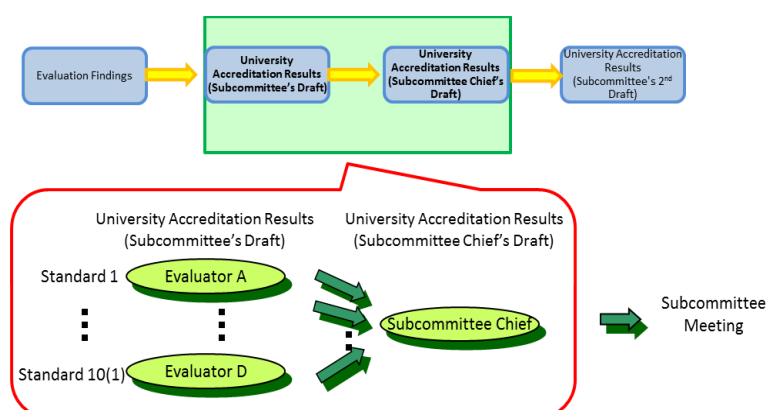 Evaluation Findings
University
Accreditation Results
(Subcommittee's Draft)
University
Accreditation Results
(Subcommittee Chief's
Draft)
University Accreditation
Results
(Subcommittee's 2nd
Draft)
University Accreditation Results
(Subcommittee's Draft)
University Accreditation Results
(Subcommittee Chief's Draft)
Standard 1
Evaluator A
Subcommittee Chief
Subcommittee
Meeting
Standard 10(1)
Evaluator D